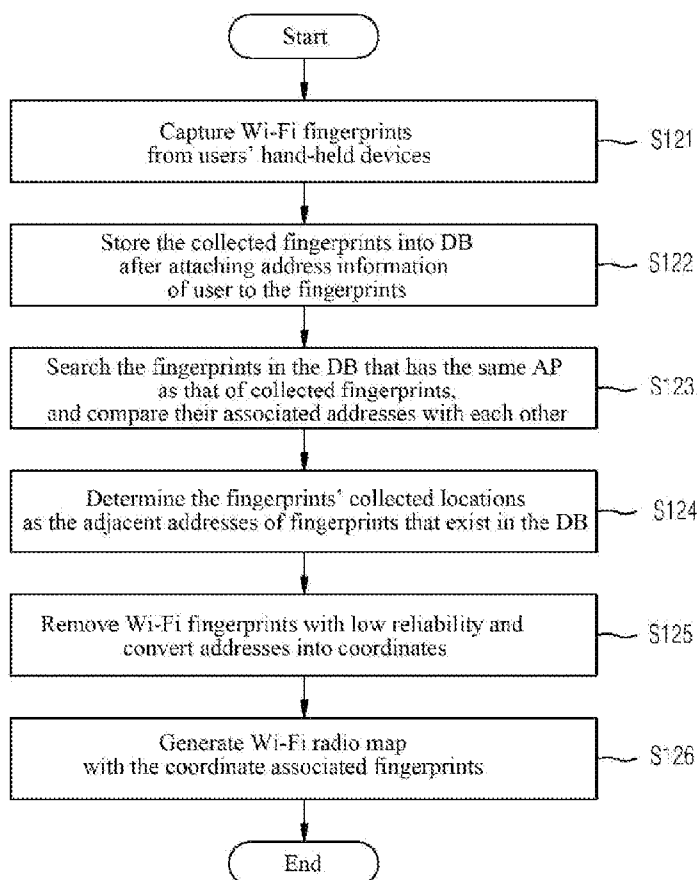 Start
Capture Wi-Fi fingerprints
from users' hand-held devices
S121
Store the collected fingerprints into DB
after attaching address information
of user to the fingerprints
S122
Search the fingerprints in the DB that has the same AP
as that of collected fingerprints,
and compare their associated addresses with each other
S123
Determine the fingerprints' collected locations
as the adjacent addresses of fingerprints that exist in the DB
S124
Remove Wi-Fi fingerprints with low reliability and
convert addresses into coordinates
S125
Generate Wi-Fi radio map
with the coordinate associated fingerprints
S126
End